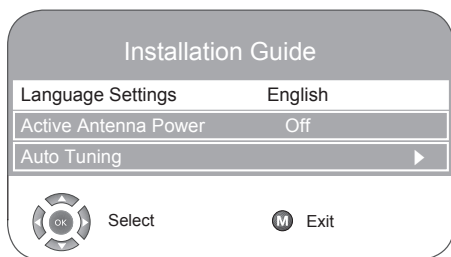 Installation Guide
Language Settings English
Active Antenna Power Off
Auto Tuning
OK Select M Exit